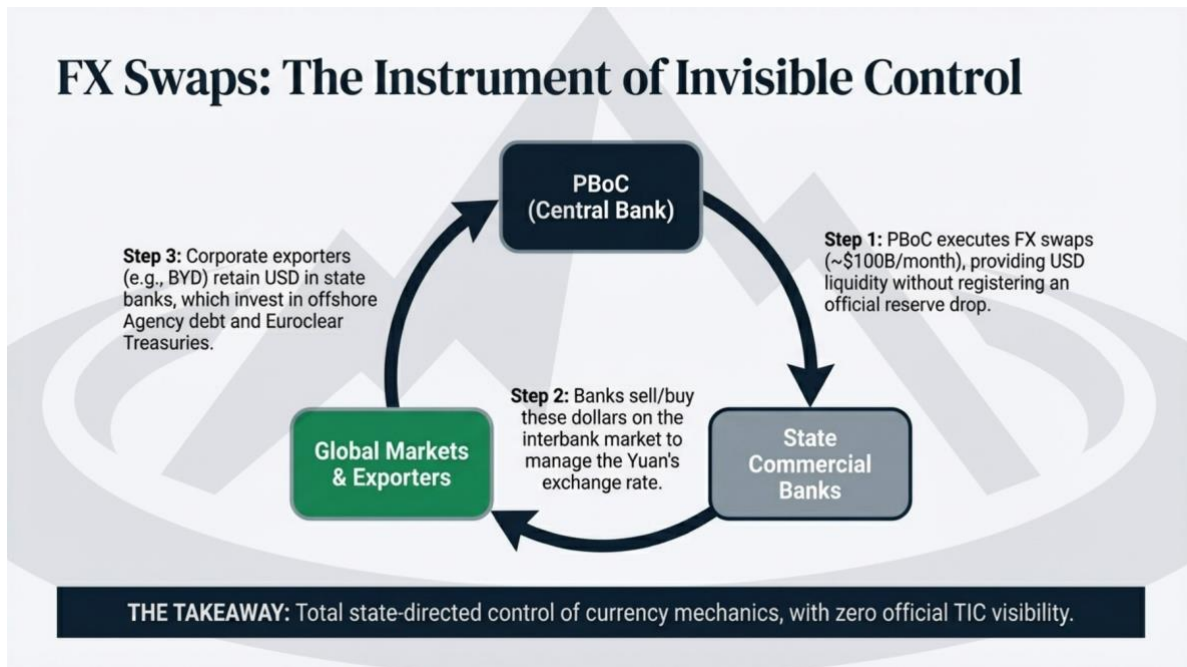 FX Swaps: The Instrument of Invisible Control
PBoC
(Central Bank)
Step 1: PBoC executes FX swaps
(~$100B/month), providing USD
liquidity without registering an
official reserve drop.
State
Commercial
Banks
Step 2: Banks sell/buy
these dollars on the
interbank market to
manage the Yuan's
exchange rate.
Global Markets
& Exporters
Step 3: Corporate exporters
(e.g., BYD) retain USD in state
banks, which invest in offshore
Agency debt and Euroclear
Treasuries.
THE TAKEAWAY: Total state-directed control of currency mechanics, with zero official TIC visibility.